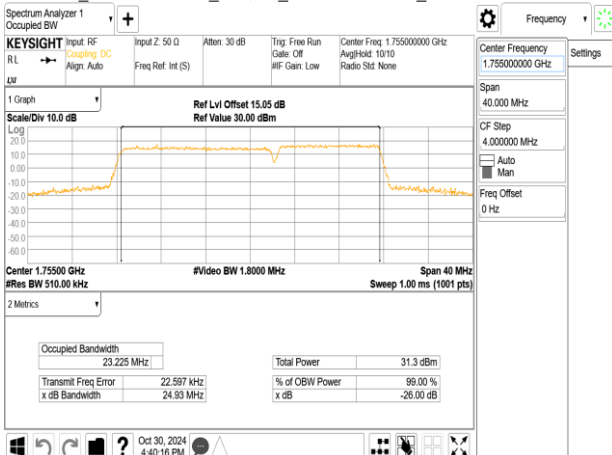 Spectrum Analyzer 1
Occupied BW
+
Frequency
KEYSIGHT
RL
LXI
Input: RF
Coupling: DC
Align: Auto
Input Z: 50 Ω
Freq Ref: Int (S)
Atten: 30 dB
Trig: Free Run
Gate: Off
#IF Gain: Low
Center Freq: 1.755000000 GHz
Avg|Hold: 10/10
Radio Std: None
Center Frequency
1.755000000 GHz
Settings
Span
40.000 MHz
CF Step
4.000000 MHz
Auto
Man
Freq Offset
0 Hz
1 Graph
Scale/Div 10.0 dB
Ref Lvl Offset 15.05 dB
Ref Value 30.00 dBm
Log
20.0
10.0
0.00
-10.0
-20.0
-30.0
-40.0
-50.0
-60.0
Center 1.75500 GHz
#Video BW 1.8000 MHz
Span 40 MHz
#Res BW 510.00 kHz
Sweep 1.00 ms (1001 pts)
2 Metrics
Occupied Bandwidth
23.225 MHz
Total Power 31.3 dBm
Transmit Freq Error 22.597 kHz
% of OBW Power 99.00 %
x dB Bandwidth 24.93 MHz
x dB -26.00 dB
?
Oct 30, 2024
4:40:16 PM